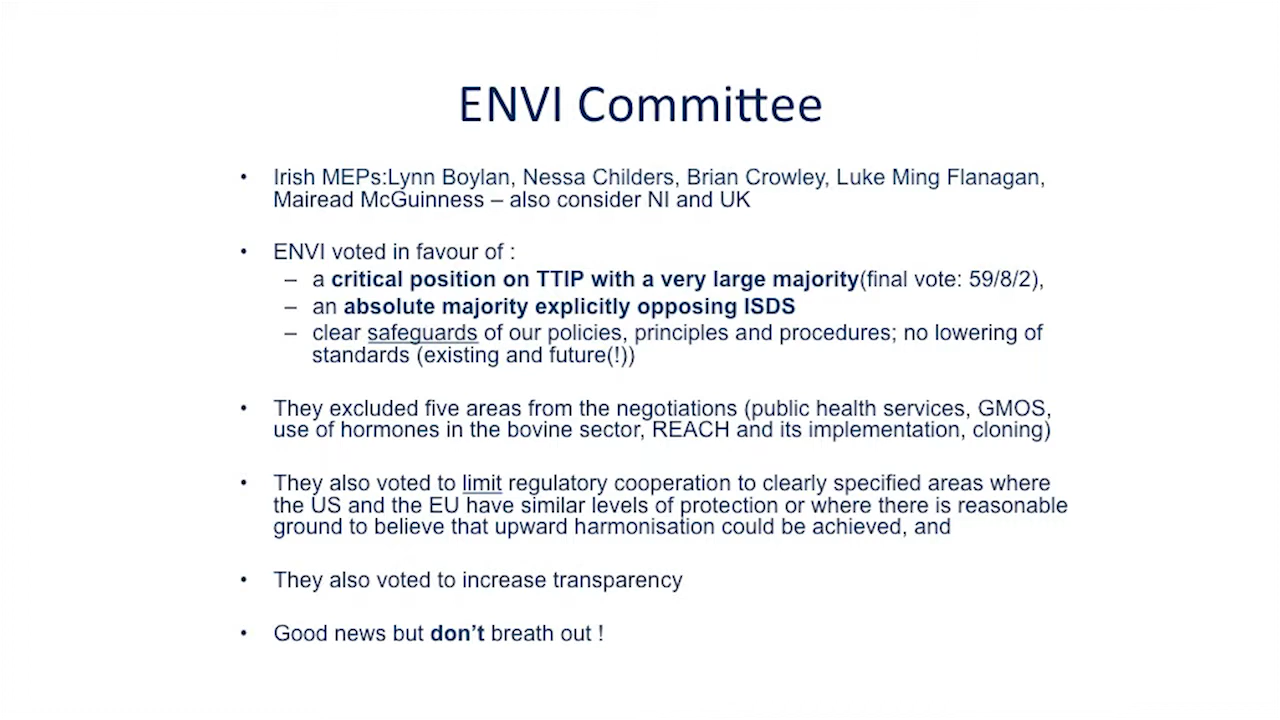 ENVI Committee
• Irish MEPs:Lynn Boylan, Nessa Childers, Brian Crowley, Luke Ming Flanagan,
Mairead McGuinness – also consider NI and UK
• ENVI voted in favour of :
– a critical position on TTIP with a very large majority(final vote: 59/8/2),
– an absolute majority explicitly opposing ISDS
– clear safeguards of our policies, principles and procedures; no lowering of
standards (existing and future(!))
• They excluded five areas from the negotiations (public health services, GMOS,
use of hormones in the bovine sector, REACH and its implementation, cloning)
• They also voted to limit regulatory cooperation to clearly specified areas where
the US and the EU have similar levels of protection or where there is reasonable
ground to believe that upward harmonisation could be achieved, and
• They also voted to increase transparency
• Good news but don’t breath out !